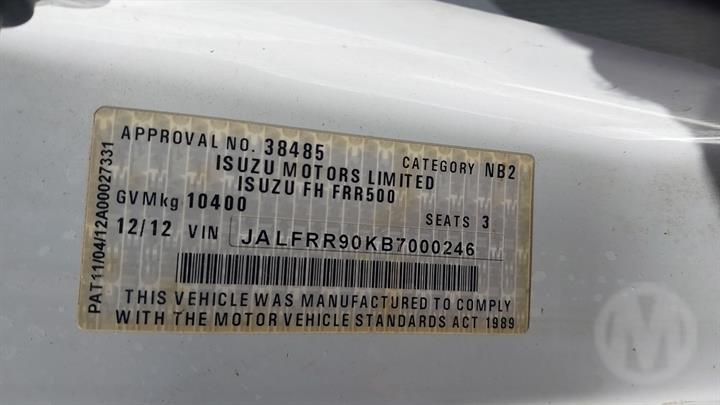 APPROVAL NO. 38485 CATEGORY NB2
ISUZU MOTORS LIMITED
ISUZU FH FRR500
GVMkg 10400 SEATS 3
12/12 VIN JALFRR90KB7000246
THIS VEHICLE WAS MANUFACTURED TO COMPLY
WITH THE MOTOR VEHICLE STANDARDS ACT 1989
PAT11/04/12A00027331
M